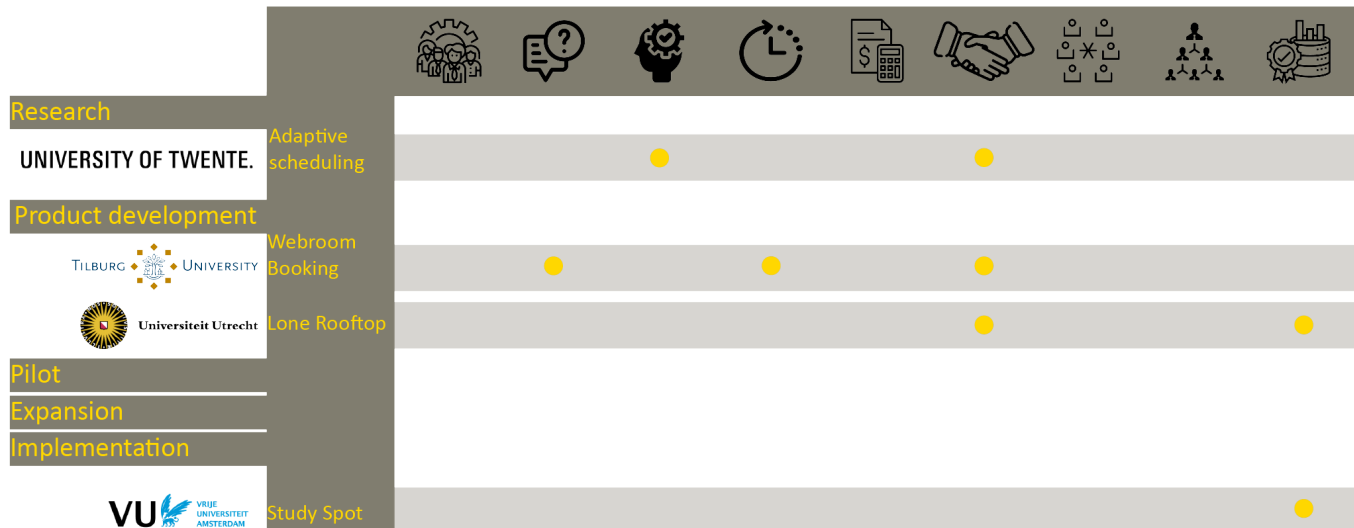 Research
UNIVERSITY OF TWENTE.
Adaptive
scheduling
Product development
TILBURG UNIVERSITY
Webroom
Booking
Universiteit Utrecht
Lone Rooftop
Pilot
Expansion
Implementation
VU VRIJE
UNIVERSITEIT
AMSTERDAM
Study Spot